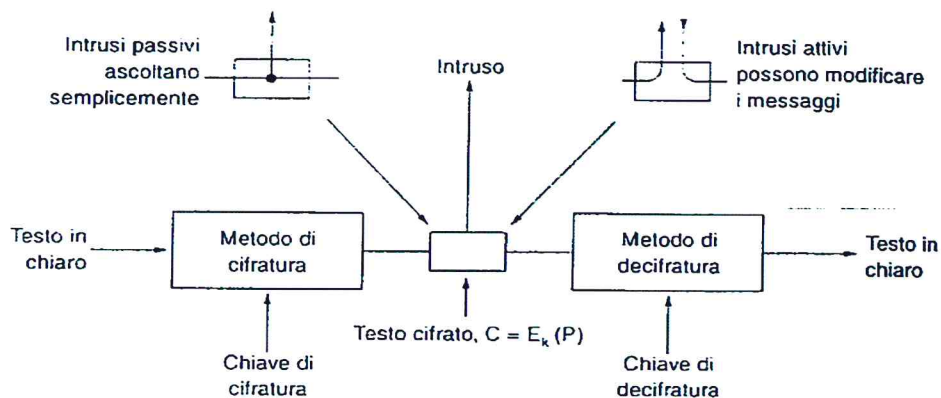 Intrusi passivi
ascoltano
semplicemente
Intruso
Intrusi attivi
possono modificare
i messaggi
Testo in
chiaro
Metodo di
cifratura
Metodo di
decifratura
Testo in
chiaro
Testo cifrato, C = Eₖ (P)
Chiave di
cifratura
Chiave di
decifratura